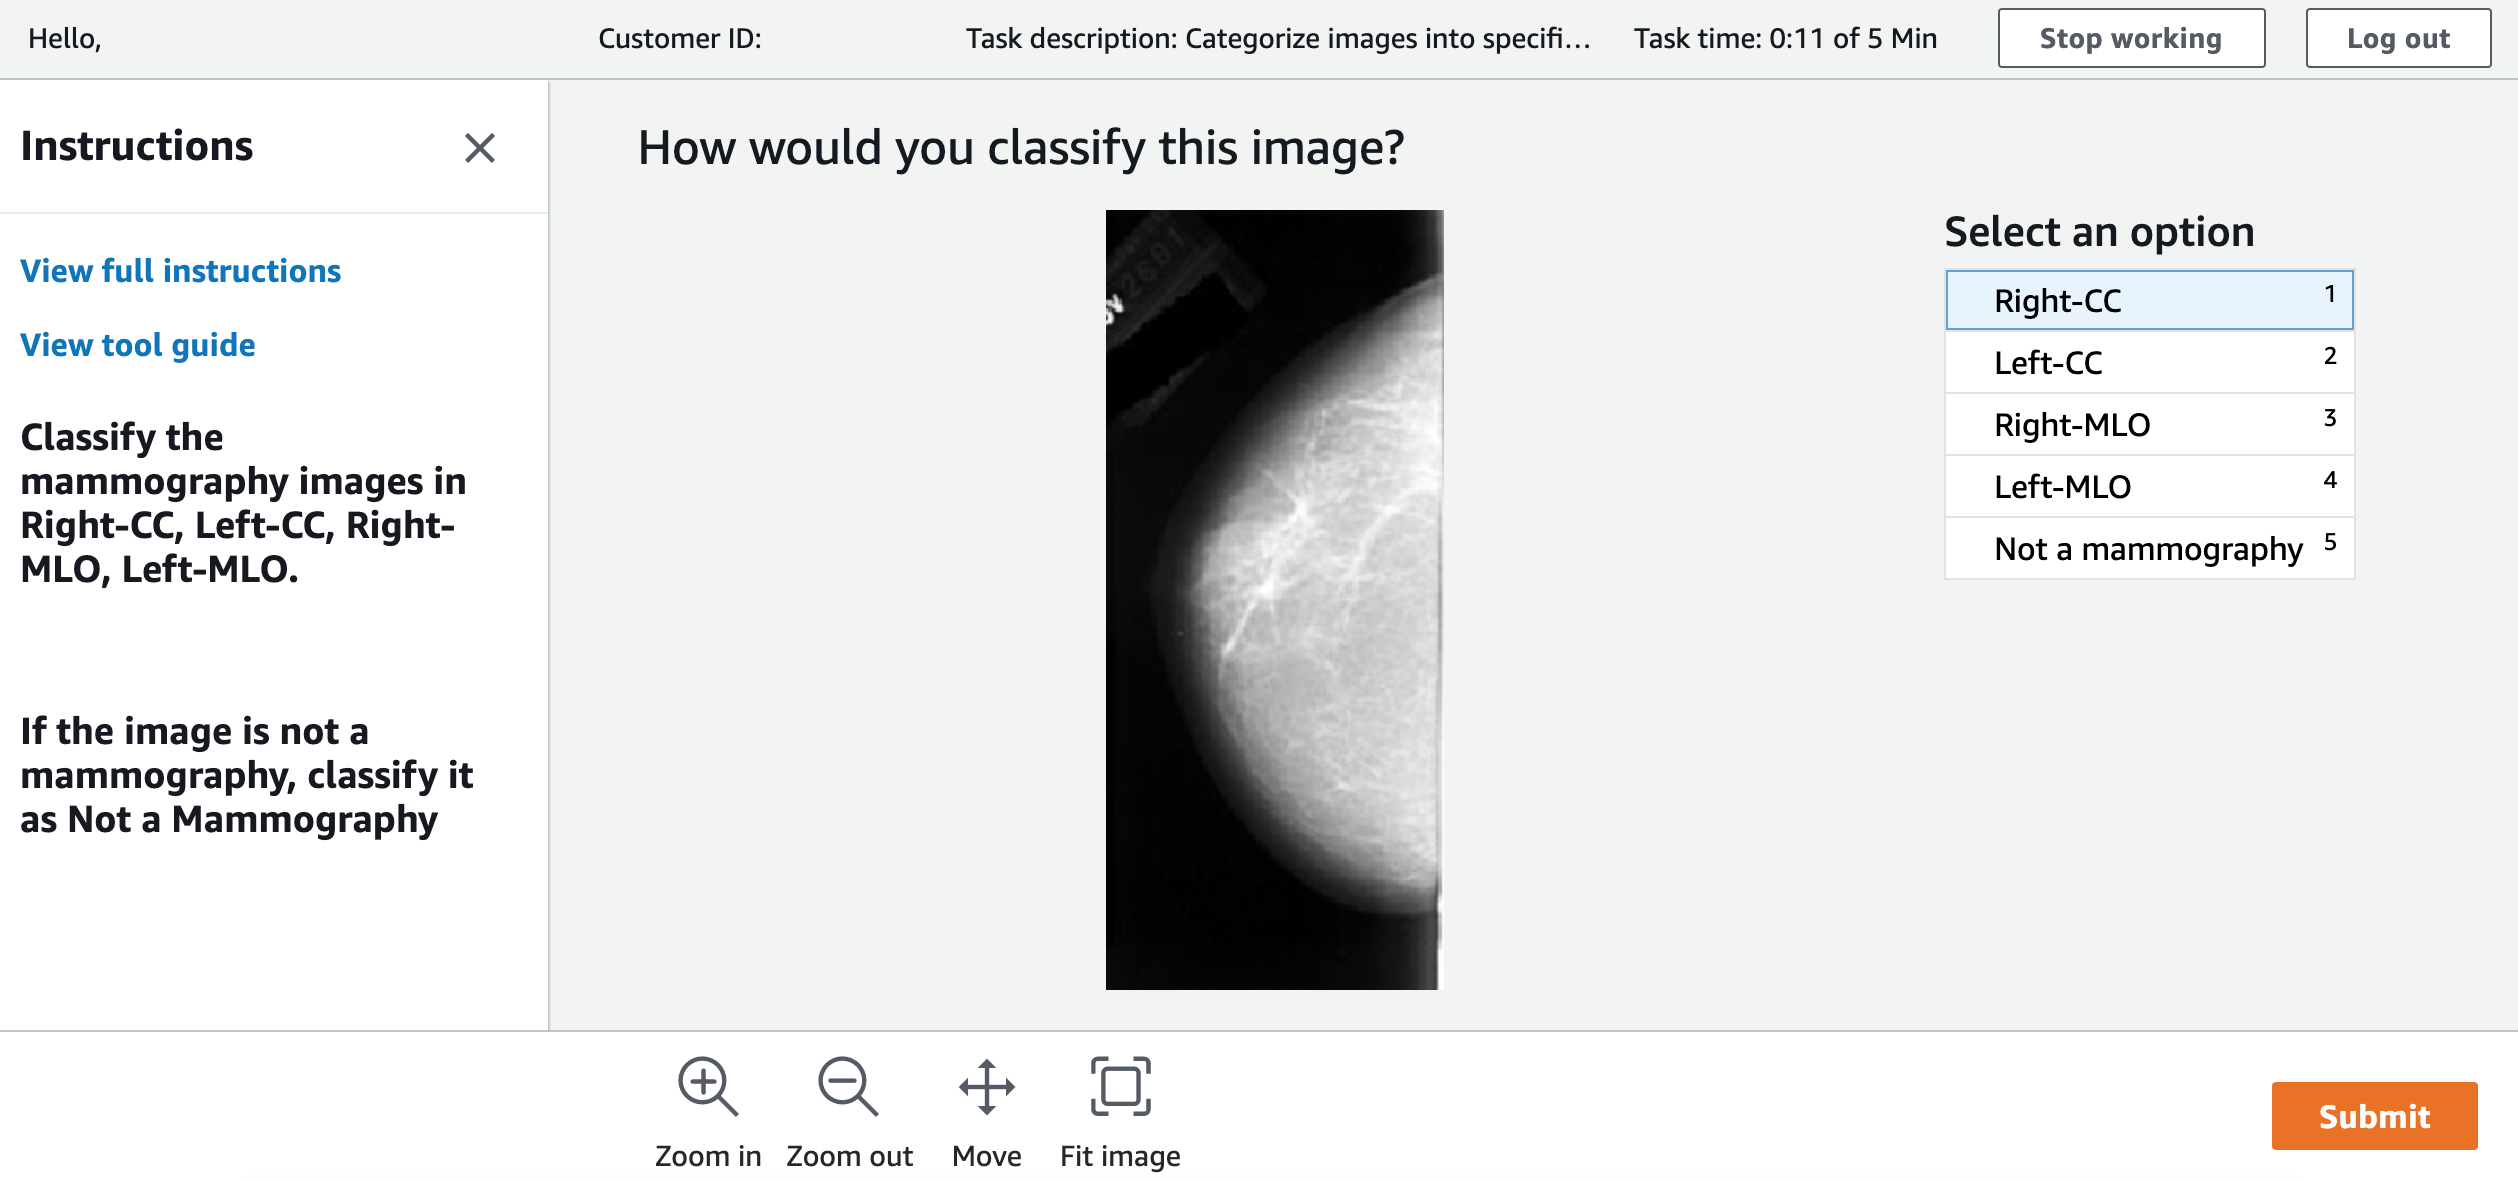 Hello,
Customer ID:
Task description: Categorize images into specifi...
Task time: 0:11 of 5 Min
Stop working
Log out
Instructions
View full instructions
View tool guide
Classify the
mammography images in
Right-CC, Left-CC, Right-
MLO, Left-MLO.
If the image is not a
mammography, classify it
as Not a Mammography
How would you classify this image?
Select an option
Right-CC 1
Left-CC 2
Right-MLO 3
Left-MLO 4
Not a mammography 5
Zoom in
Zoom out
Move
Fit image
Submit